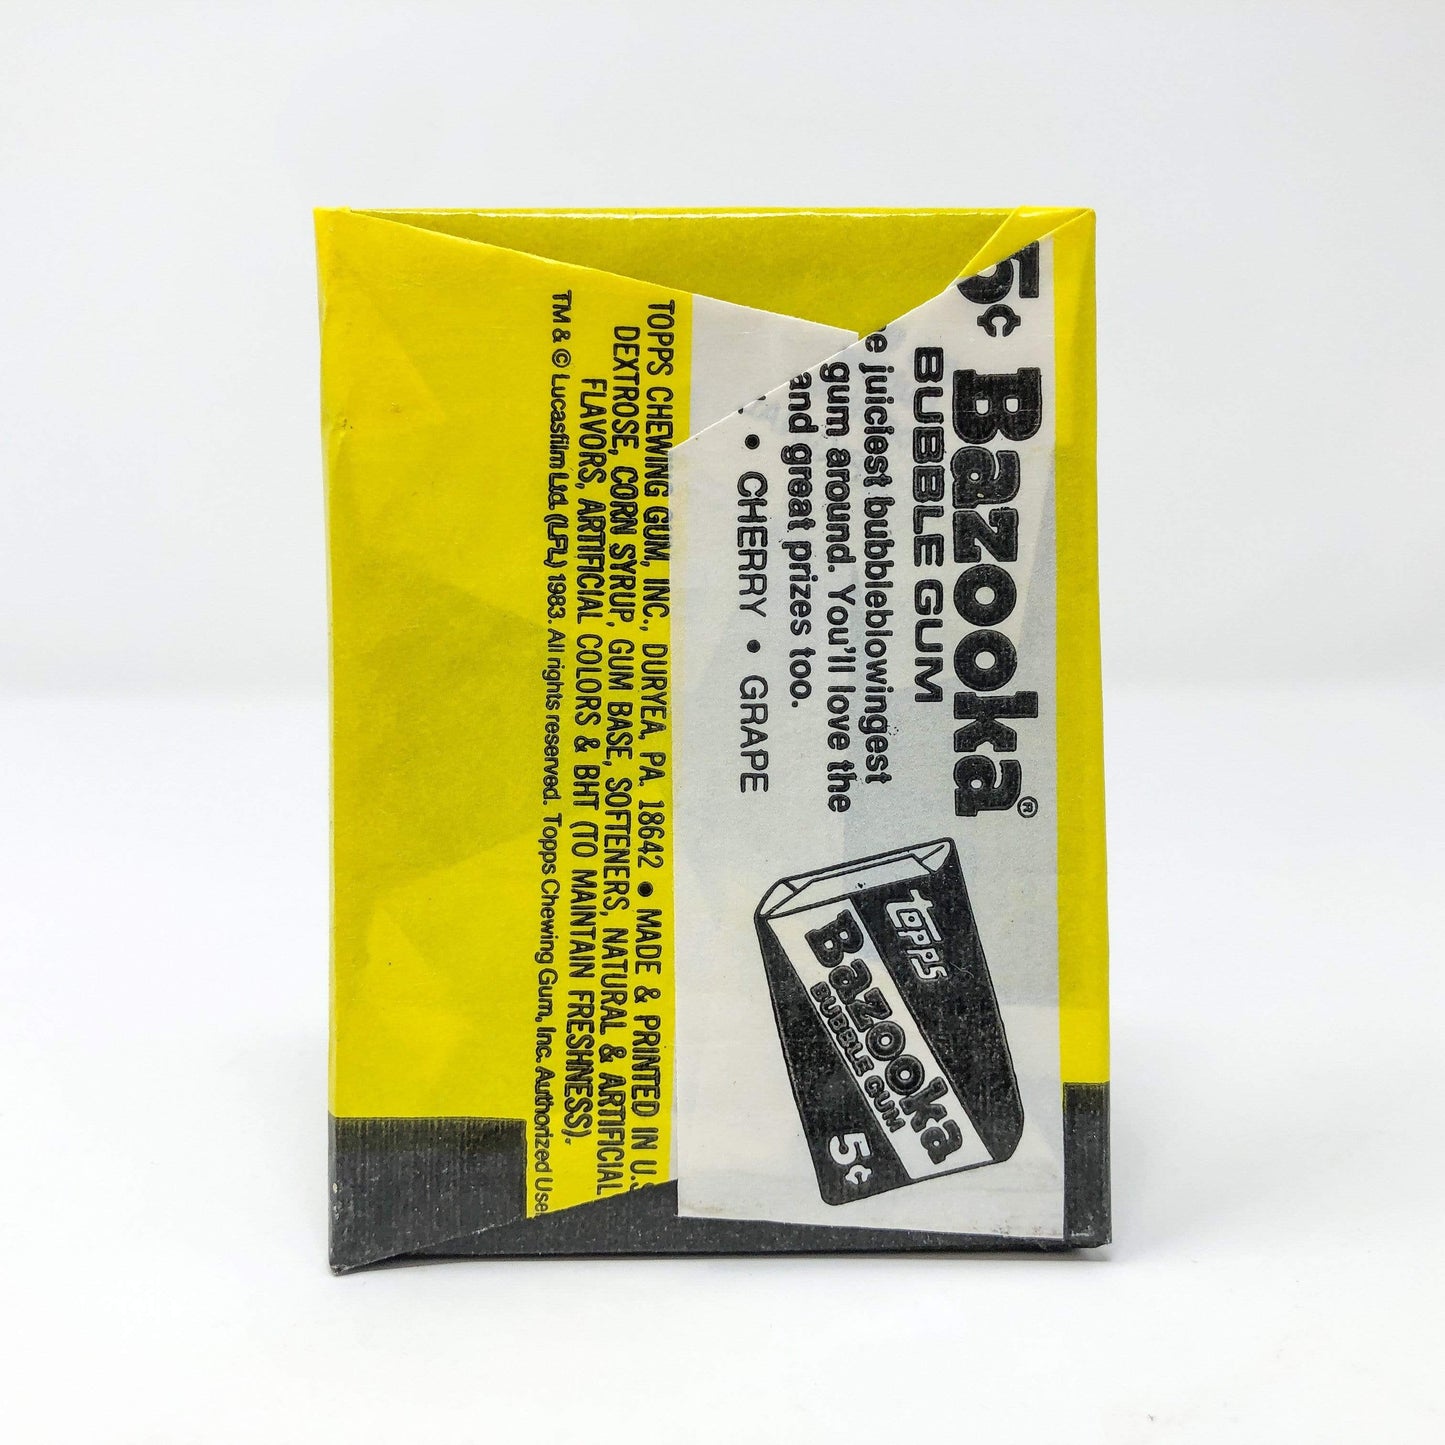 5¢ Bazooka®
BUBBLE GUM
juiciest bubbleblowingest
gum around. You'll love the
and great prizes too.
• CHERRY • GRAPE
TOPPS
Bazooka
BUBBLE GUM
5¢
TOPPS CHEWING GUM, INC., DURYEA, PA. 18642 • MADE & PRINTED IN U.S
DEXTROSE, CORN SYRUP, GUM BASE, SOFTENERS, NATURAL & ARTIFICIAL
FLAVORS, ARTIFICIAL COLORS & BHT (TO MAINTAIN FRESHNESS).
TM & © Lucasfilm Ltd. (LFL) 1983. All rights reserved. Topps Chewing Gum, Inc. Authorized Use